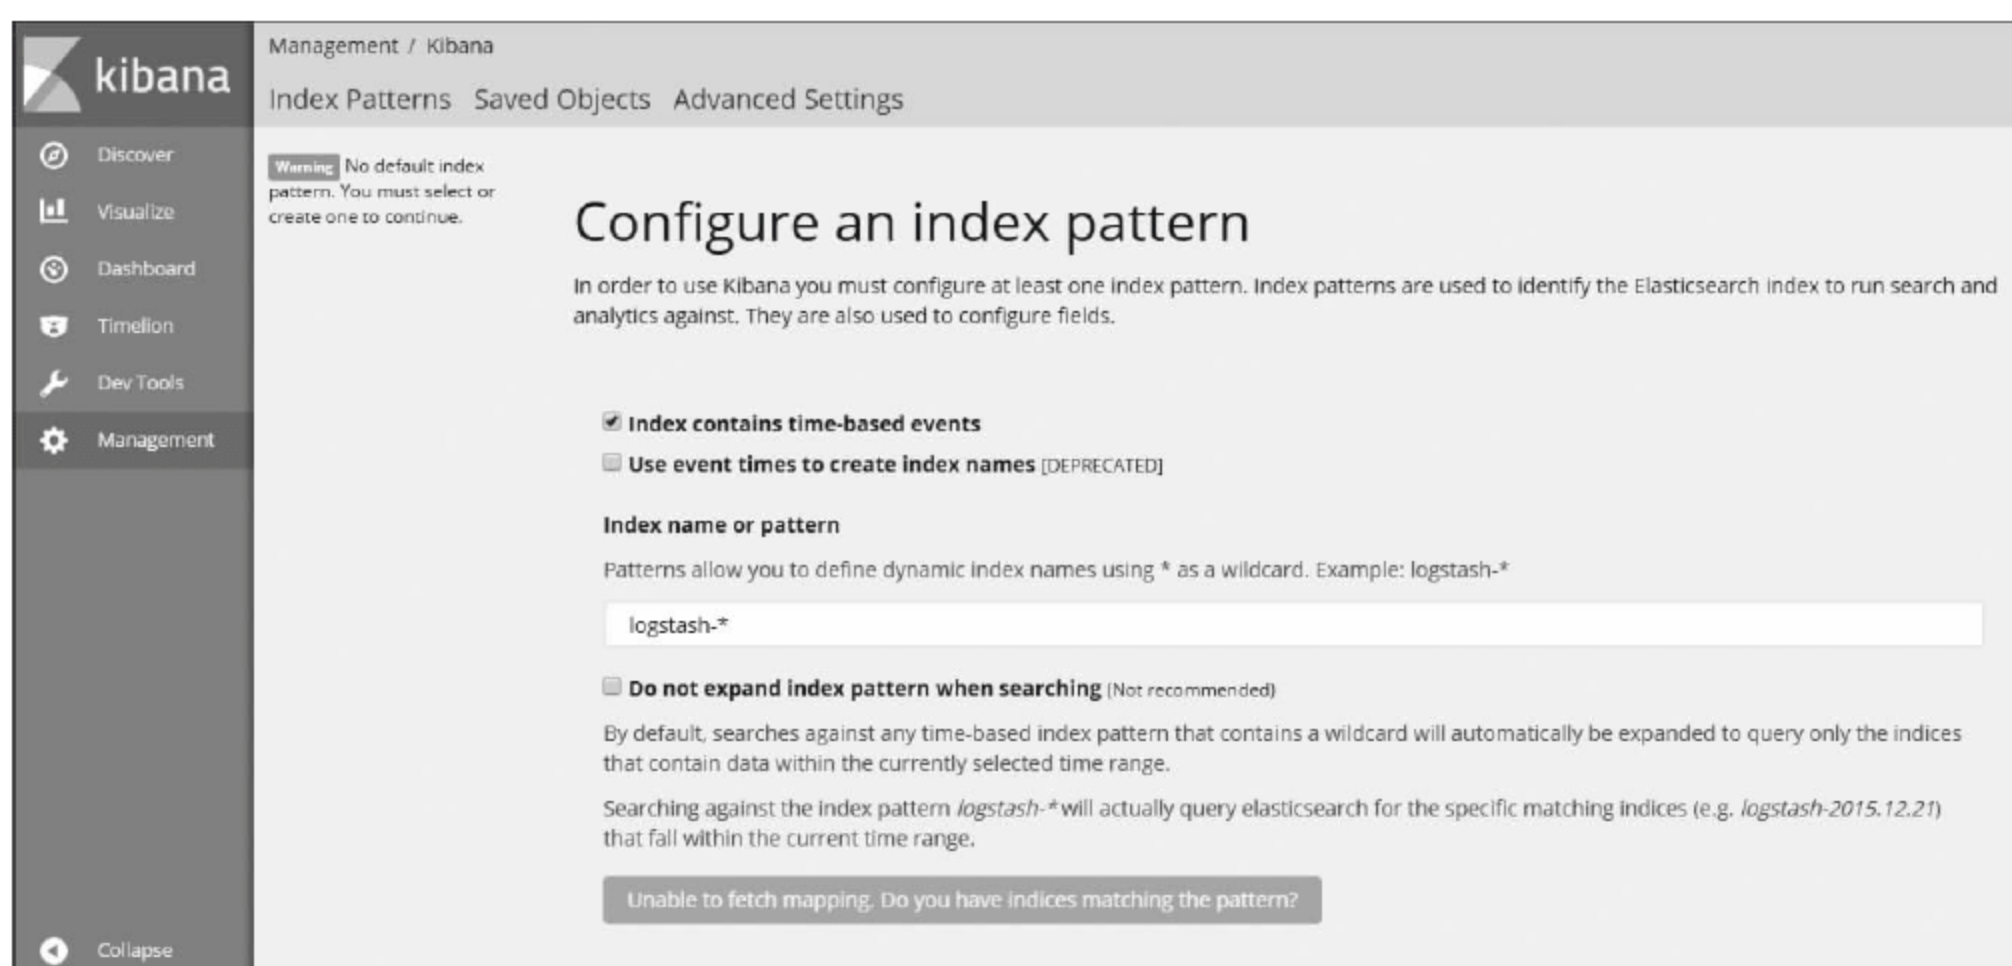 kibana
Discover
Visualize
Dashboard
Timelion
Dev Tools
Management
Collapse
Management / Kibana
Index Patterns Saved Objects Advanced Settings
Warning No default index
pattern. You must select or
create one to continue.
Configure an index pattern
In order to use Kibana you must configure at least one index pattern. Index patterns are used to identify the Elasticsearch index to run search and
analytics against. They are also used to configure fields.
Index contains time-based events
Use event times to create index names [DEPRECATED]
Index name or pattern
Patterns allow you to define dynamic index names using * as a wildcard. Example: logstash-*
logstash-*
Do not expand index pattern when searching (Not recommended)
By default, searches against any time-based index pattern that contains a wildcard will automatically be expanded to query only the indices
that contain data within the currently selected time range.
Searching against the index pattern logstash-* will actually query elasticsearch for the specific matching indices (e.g. logstash-2015.12.21)
that fall within the current time range.
Unable to fetch mapping. Do you have indices matching the pattern?